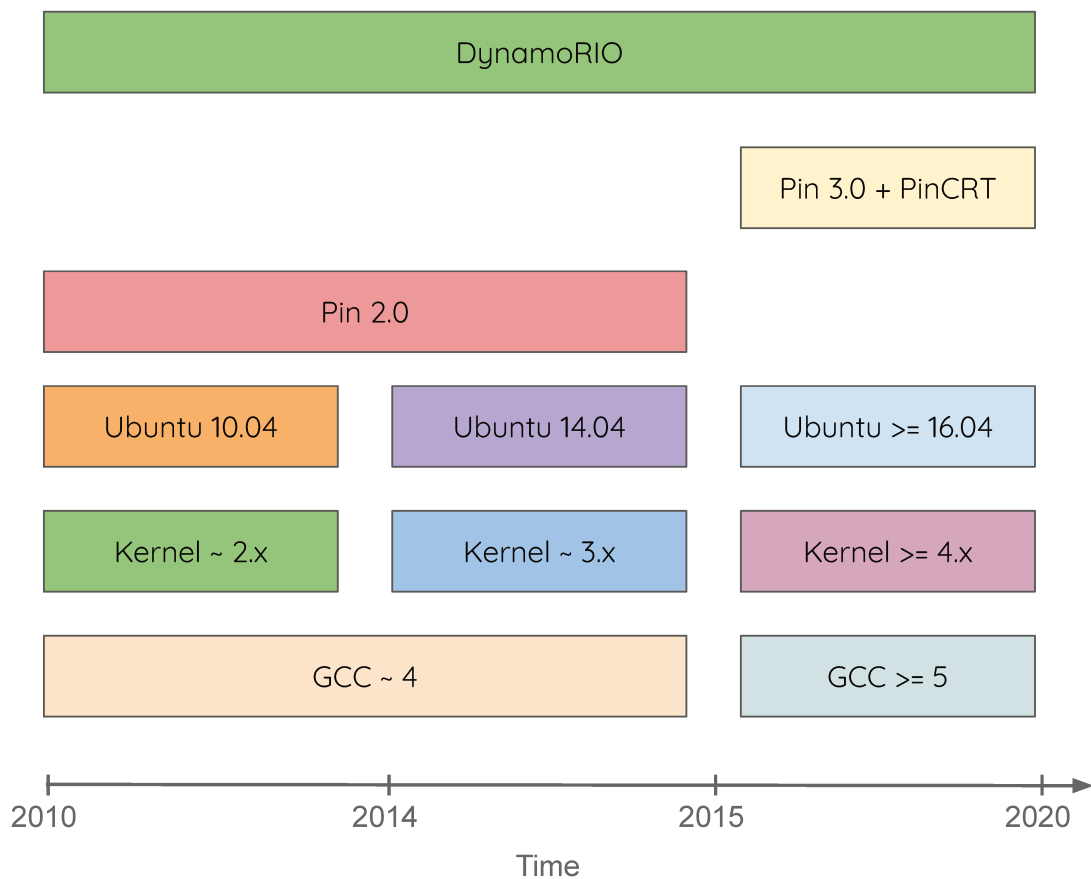 DynamoRIO
Pin 3.0 + PinCRT
Pin 2.0
Ubuntu 10.04
Ubuntu 14.04
Ubuntu >= 16.04
Kernel ~ 2.x
Kernel ~ 3.x
Kernel >= 4.x
GCC ~ 4
GCC >= 5
2010
2014
2015
2020
Time